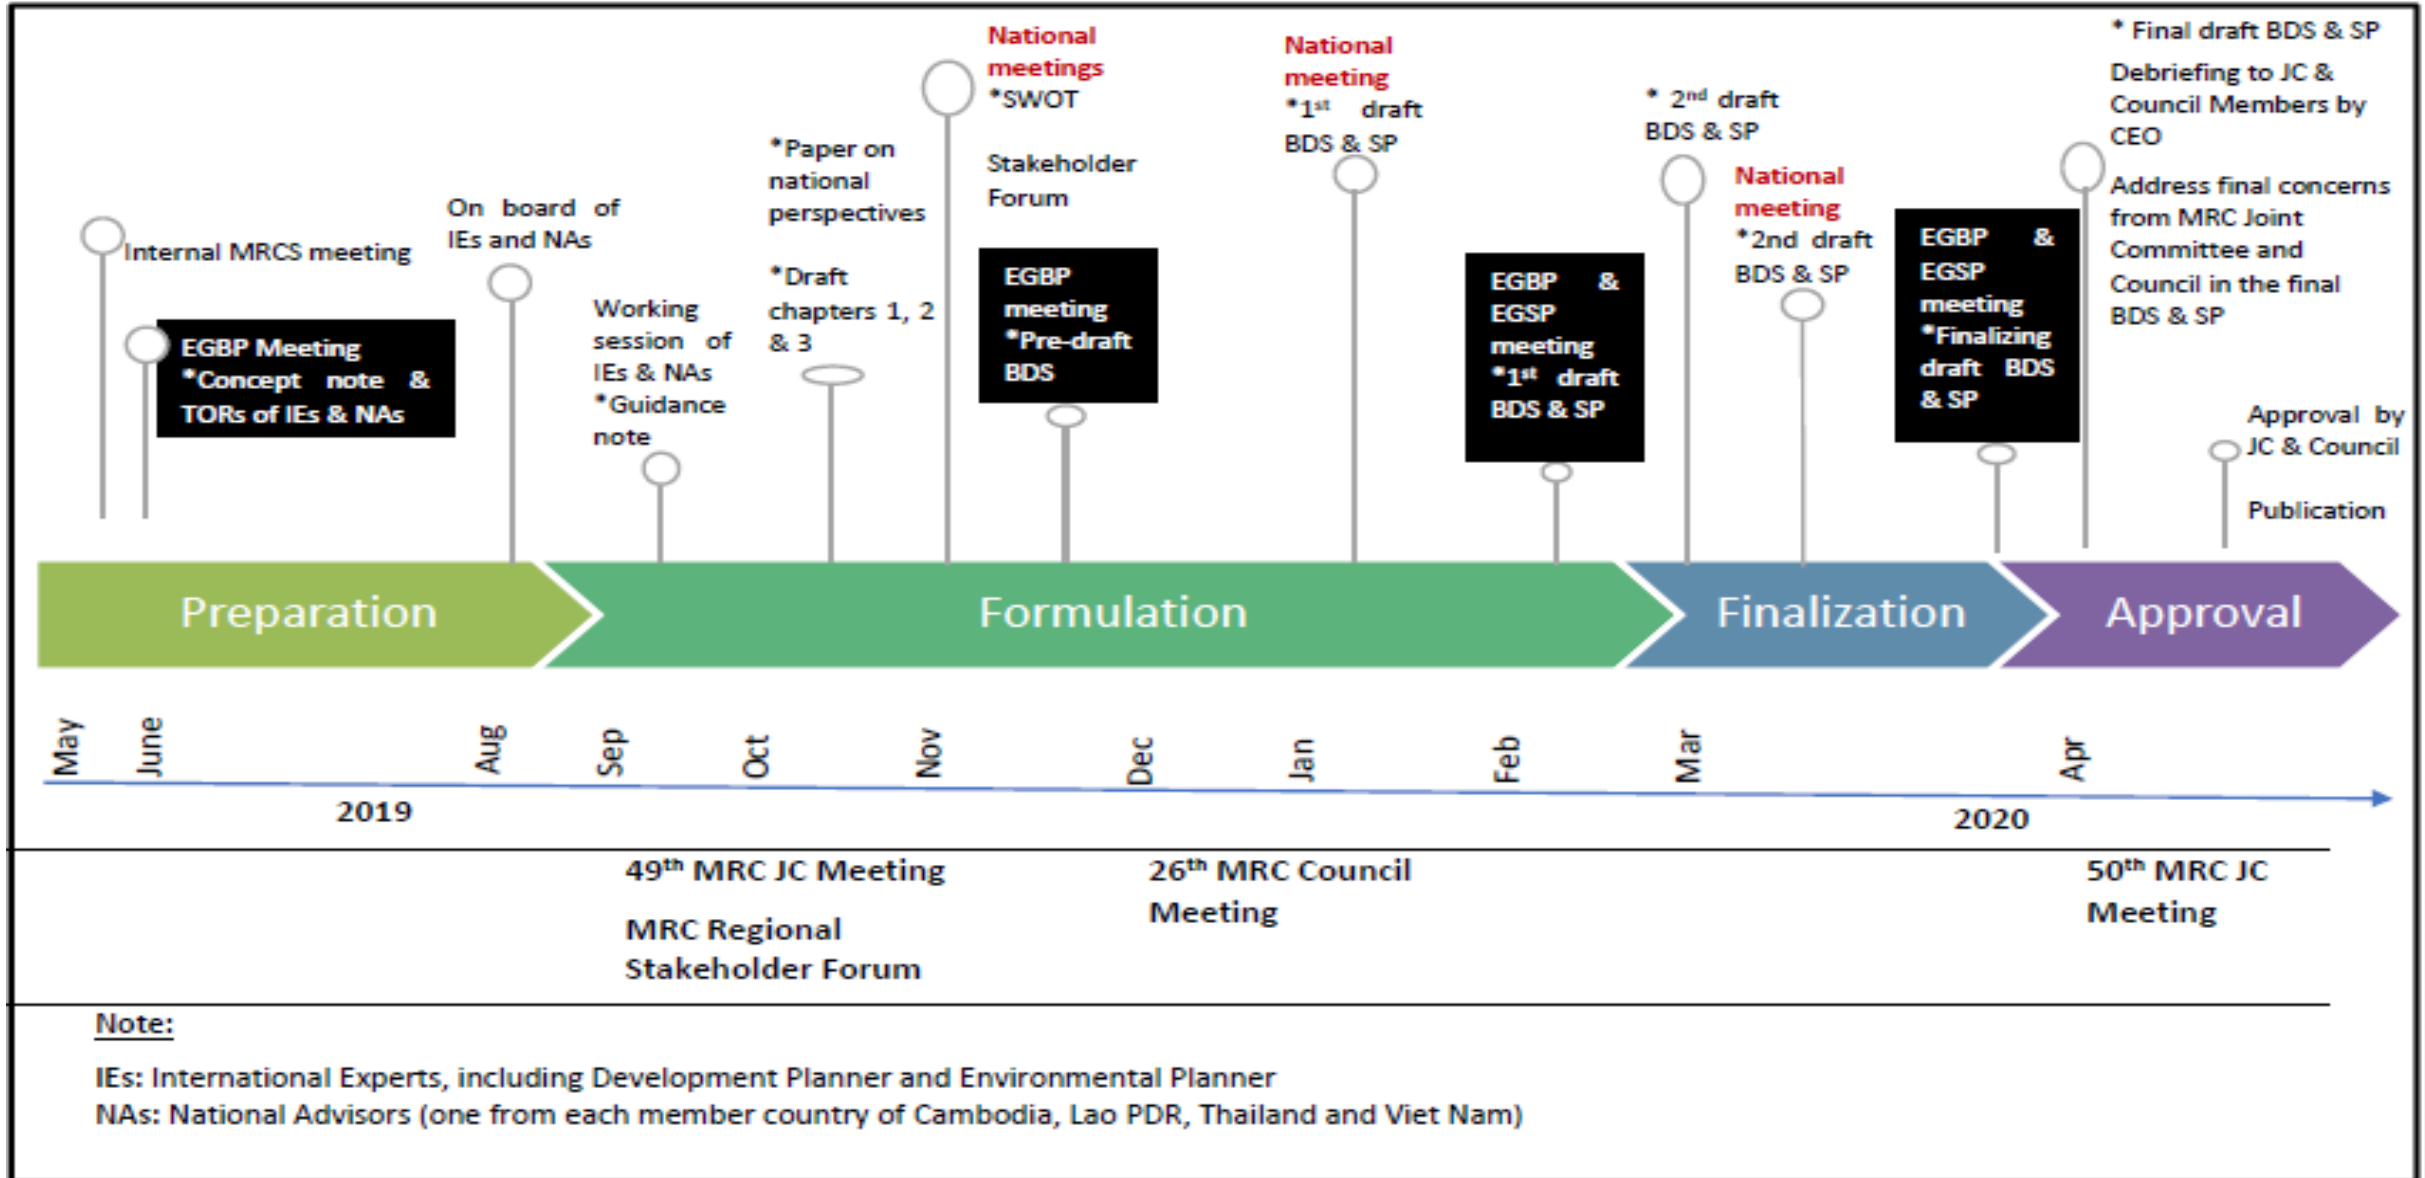 Internal MRCS meeting
EGBP Meeting
*Concept note &
TORs of IEs & NAs
On board of
IEs and NAs
Working
session of
IEs & NAs
*Guidance
note
*Paper on
national
perspectives
*Draft
chapters 1, 2
& 3
National
meetings
*SWOT
Stakeholder
Forum
EGBP
meeting
*Pre-draft
BDS
National
meeting
*1st draft
BDS & SP
EGBP &
EGSP
meeting
*1st draft
BDS & SP
* 2nd draft
BDS & SP
National
meeting
*2nd draft
BDS & SP
EGBP &
EGSP
meeting
*Finalizing
draft BDS
& SP
* Final draft BDS & SP
Debriefing to JC &
Council Members by
CEO
Address final concerns
from MRC Joint
Committee and
Council in the final
BDS & SP
Approval by
JC & Council
Publication
Preparation
Formulation
Finalization
Approval
May
June
Aug
Sep
Oct
Nov
Dec
Jan
Feb
Mar
Apr
2019
2020
49th MRC JC Meeting
MRC Regional
Stakeholder Forum
26th MRC Council
Meeting
50th MRC JC
Meeting
Note:
IEs: International Experts, including Development Planner and Environmental Planner
NAs: National Advisors (one from each member country of Cambodia, Lao PDR, Thailand and Viet Nam)